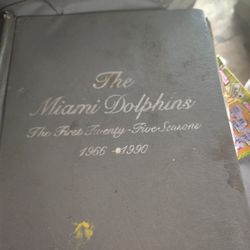 The
Miami Dolphins
The First Twenty-Five Seasons
1966 - 1990